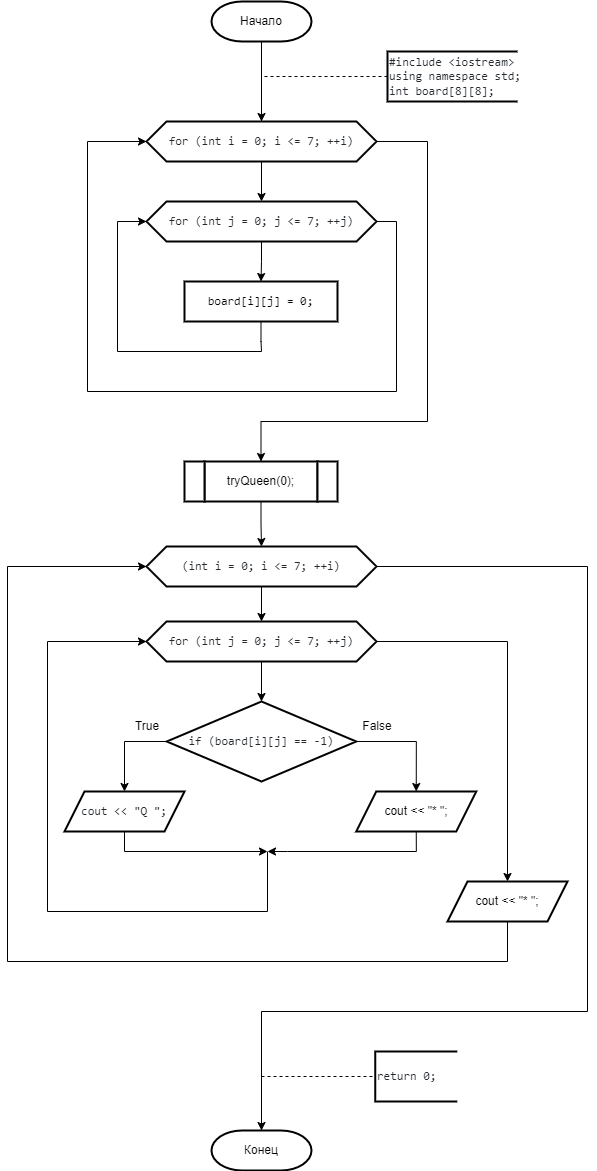 Начало
#include <iostream>
using namespace std;
int board[8][8];
for (int i = 0; i <= 7; ++i)
for (int j = 0; j <= 7; ++j)
board[i][j] = 0;
tryQueen(0);
(int i = 0; i <= 7; ++i)
for (int j = 0; j <= 7; ++j)
True
False
if (board[i][j] == -1)
cout << "Q ";
cout << "* ";
cout << "* ";
return 0;
Конец